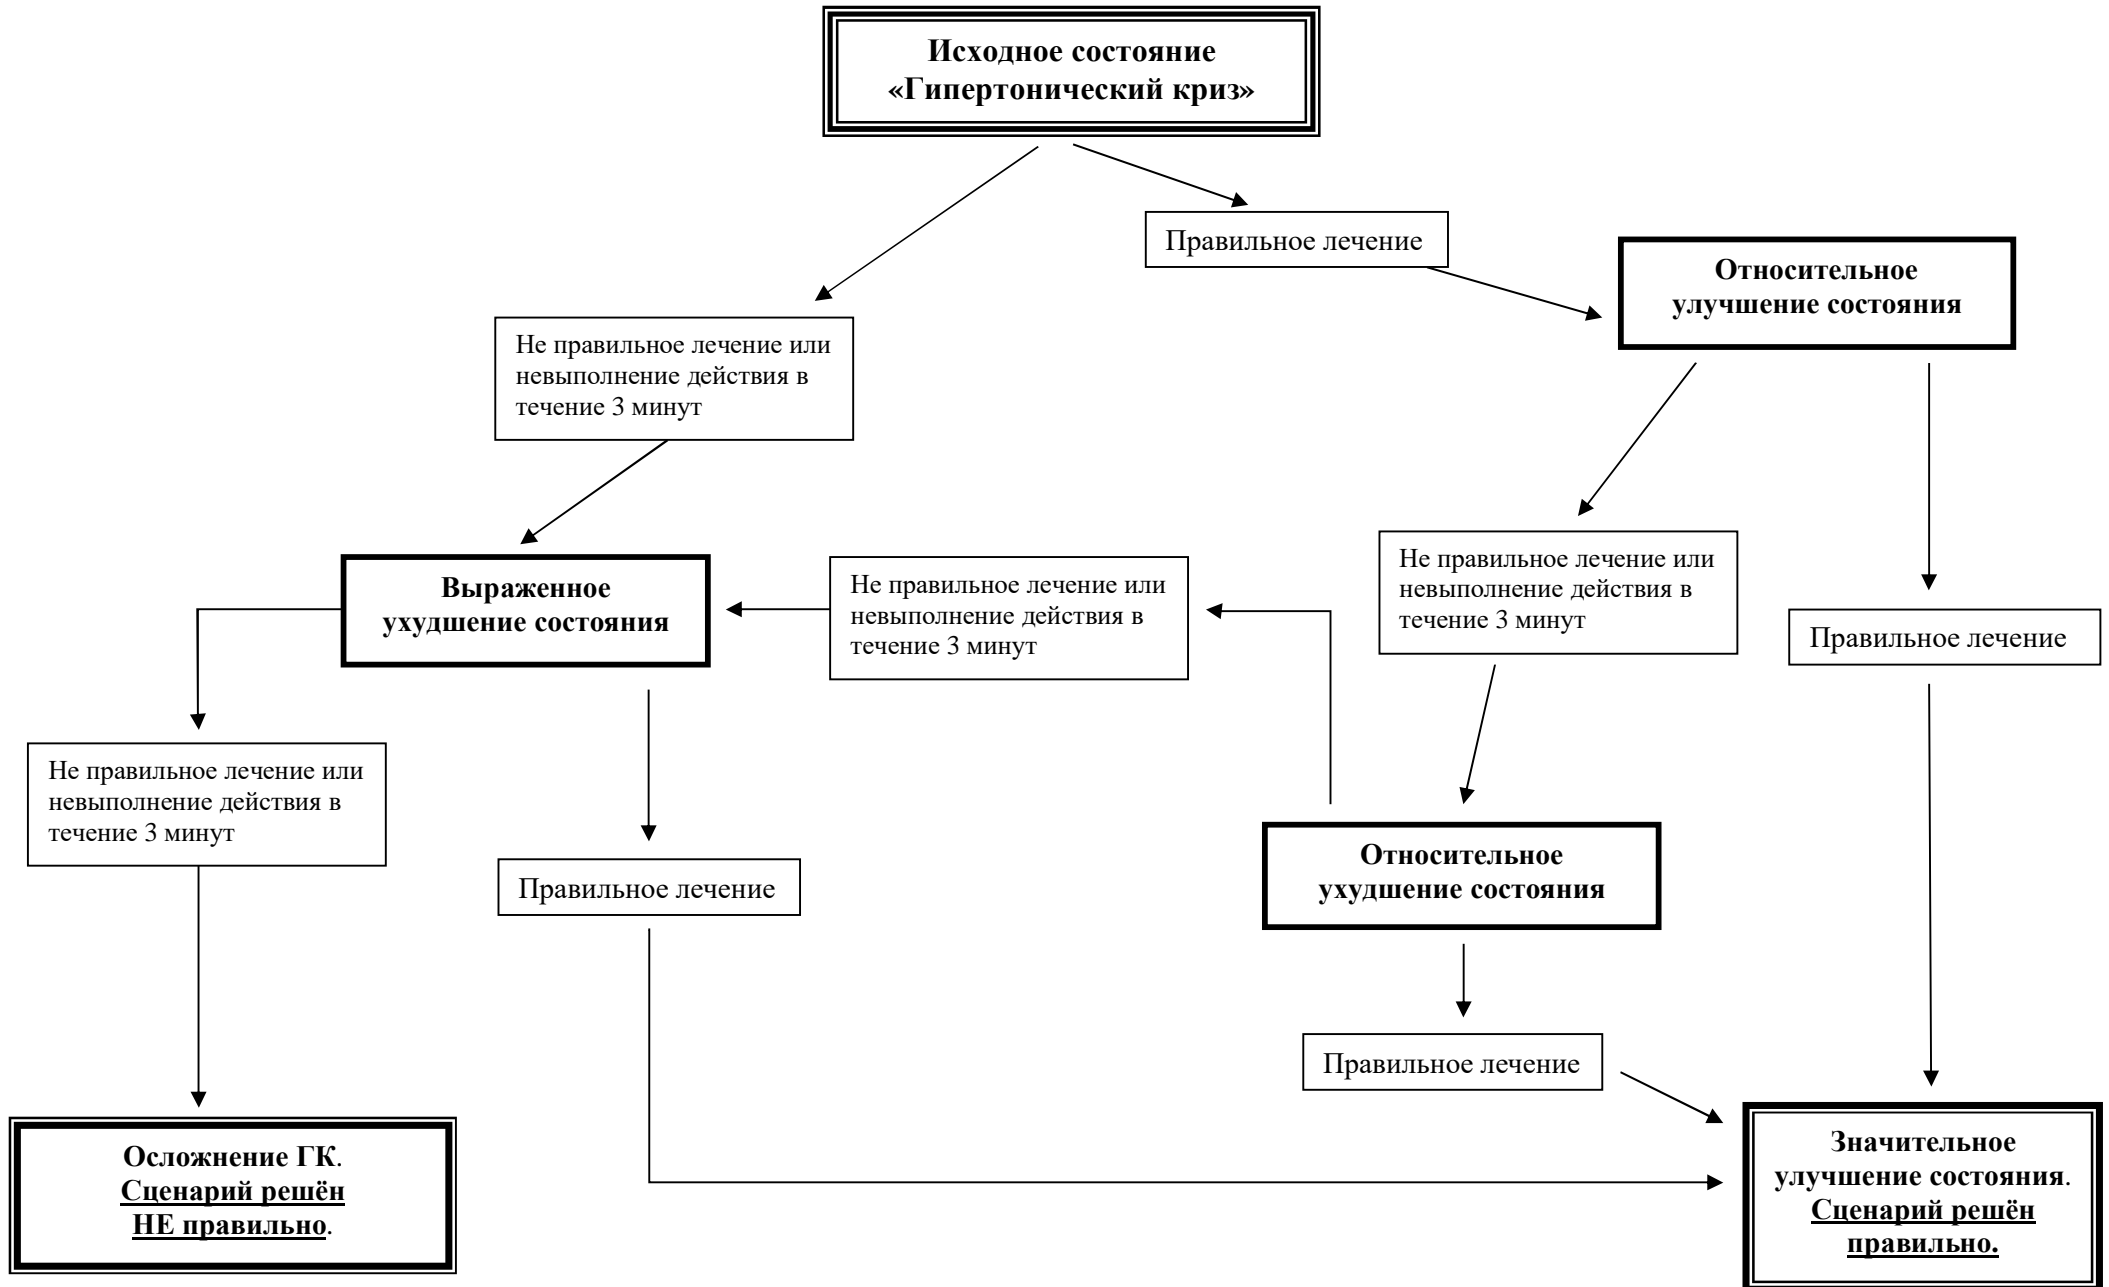 Исходное состояние
«Гипертонический криз»
Правильное лечение
Относительное
улучшение состояния
Не правильное лечение или
невыполнение действия в
течение 3 минут
Выраженное
ухудшение состояния
Не правильное лечение или
невыполнение действия в
течение 3 минут
Не правильное лечение или
невыполнение действия в
течение 3 минут
Правильное лечение
Не правильное лечение или
невыполнение действия в
течение 3 минут
Правильное лечение
Относительное
ухудшение состояния
Правильное лечение
Осложнение ГК.
Сценарий решён
НЕ правильно.
Значительное
улучшение состояния.
Сценарий решён
правильно.